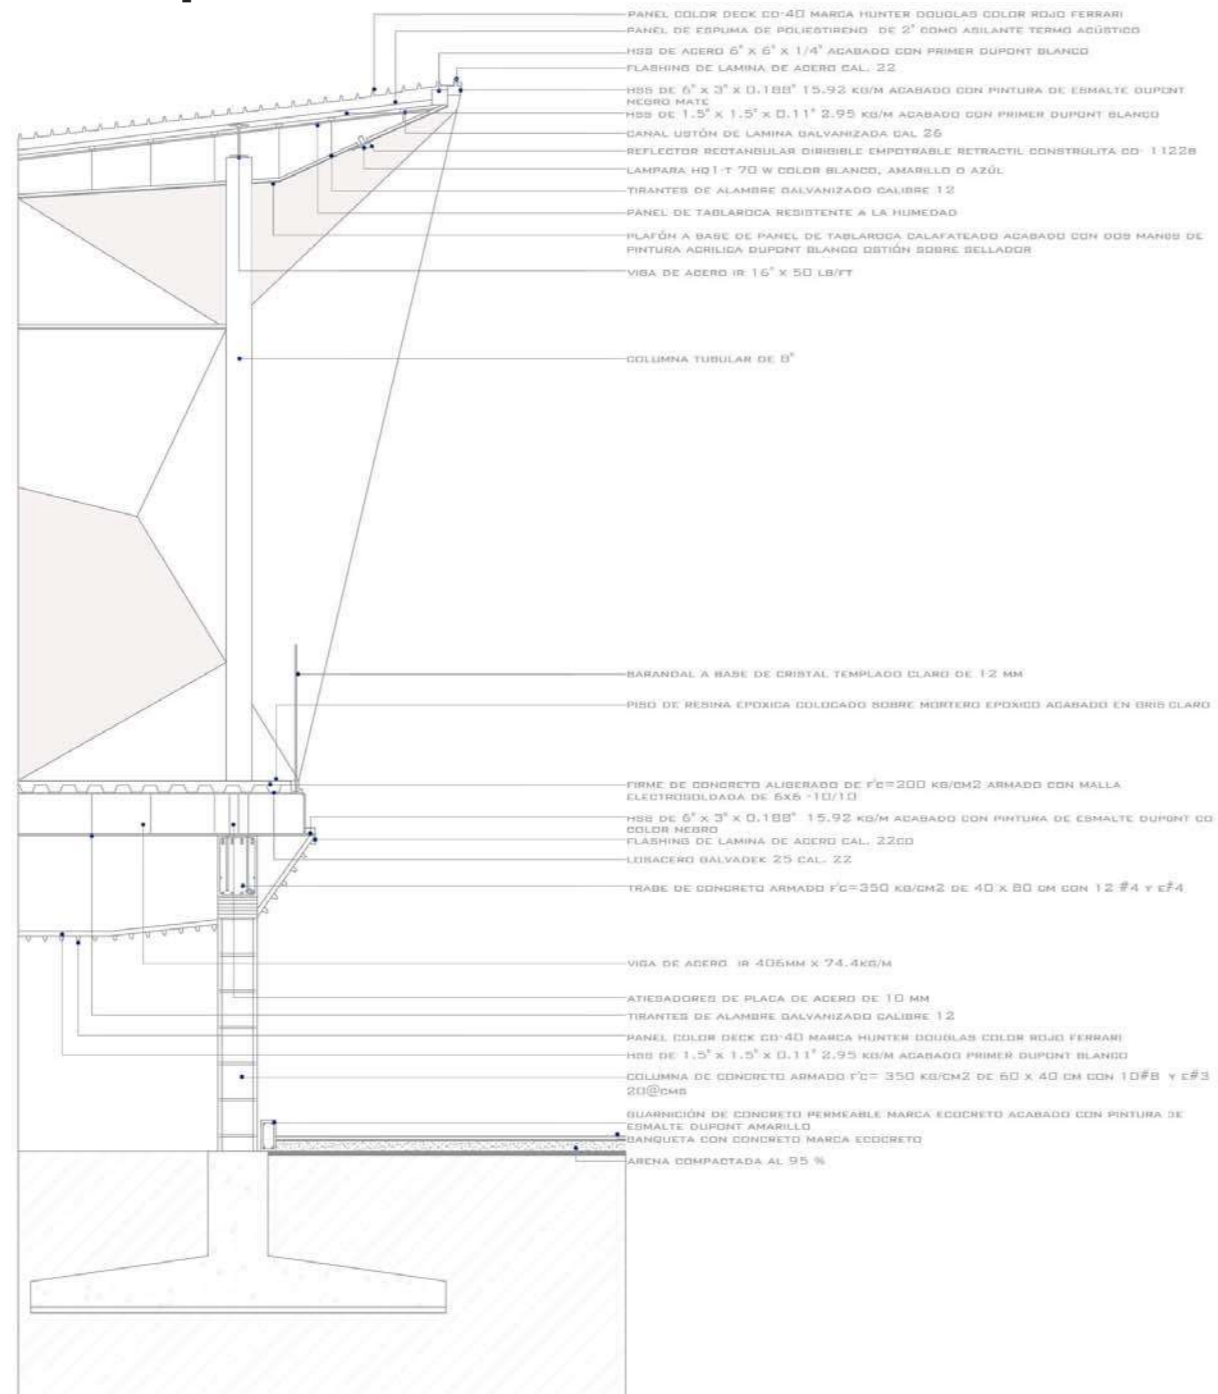 PANEL COLOR DECK CD-40 MARCA HUNTER DOUGLAS COLOR ROJO FERRARI
PANEL DE ESPUMA DE POLIESTIRENO DE 2" COMO ASILANTE TERMO ACÚSTICO
HSS DE ACERO 6" X 6" X 1/4" ACABADO CON PRIMER DUPONT BLANCO
FLASHING DE LAMINA DE ACERO CAL. 22
HSS DE 6" X 3" X 0.188" 15.92 KG/M ACABADO CON PINTURA DE ESMALTE DUPONT
NEGRO MATE
HSS DE 1.5" X 1.5" X 0.11" 2.95 KG/M ACABADO CON PRIMER DUPONT BLANCO
CANAL LISTÓN DE LAMINA GALVANIZADA CAL 26
REFLECTOR RECTANGULAR DIRIGIBLE EMPOTRABLE RETRACTIL CONSTRULITA CO- 1122B
LAMPARA HQ1-T 70 W COLOR BLANCO, AMARILLO O AZÚL
TIRANTES DE ALAMBRE GALVANIZADO CALIBRE 12
PANEL DE TABLAROCA RESISTENTE A LA HUMEDAD
PLAFÓN A BASE DE PANEL DE TABLAROCA CALAFATEADO ACABADO CON DOS MANOS DE
PINTURA ACRILICA DUPONT BLANCO OSTIÓN SOBRE SELLADOR
VIGA DE ACERO IR 16" X 50 LB/FT
COLUMNA TUBULAR DE 8"
BARANDAL A BASE DE CRISTAL TEMPLADO CLARO DE 12 MM
PISO DE RESINA EPOXICA COLOCADO SOBRE MORTERO EPOXICO ACABADO EN GRIS CLARO
FIRME DE CONCRETO ALIGERADO DE F'C=200 KG/CM2 ARMADO CON MALLA
ELECTROSOLDADA DE 6X6 -10/10
HSS DE 6" X 3" X 0.188" 15.92 KG/M ACABADO CON PINTURA DE ESMALTE DUPONT CO
COLOR NEGRO
FLASHING DE LAMINA DE ACERO CAL. 22CO
LOSACERO GALVADEK 25 CAL. 22
TRABE DE CONCRETO ARMADO F'C=350 KG/CM2 DE 40 X 80 CM CON 12 #4 Y E#4
VIGA DE ACERO IR 406MM X 74.4KG/M
ATIESADORES DE PLACA DE ACERO DE 10 MM
TIRANTES DE ALAMBRE GALVANIZADO CALIBRE 12
PANEL COLOR DECK CD-40 MARCA HUNTER DOUGLAS COLOR ROJO FERRARI
HSS DE 1.5" X 1.5" X 0.11" 2.95 KG/M ACABADO PRIMER DUPONT BLANCO
COLUMNA DE CONCRETO ARMADO F'C= 350 KG/CM2 DE 60 X 40 CM CON 10#8 Y E#3
20@CMS
GUARNICIÓN DE CONCRETO PERMEABLE MARCA ECOCRETO ACABADO CON PINTURA DE
ESMALTE DUPONT AMARILLO
BANQUETA CON CONCRETO MARCA ECOCRETO
ARENA COMPACTADA AL 95 %